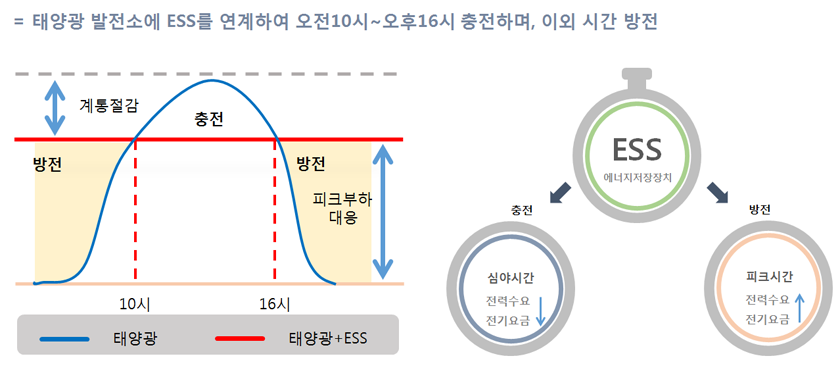 = 태양광 발전소에 ESS를 연계하여 오전10시~오후16시 충전하며, 이외 시간 방전
계통절감
충전
방전
방전
피크부하
대응
10시
16시
태양광
태양광+ESS
ESS
에너지저장장치
충전
방전
심야시간
전력수요
전기요금
피크시간
전력수요
전기요금